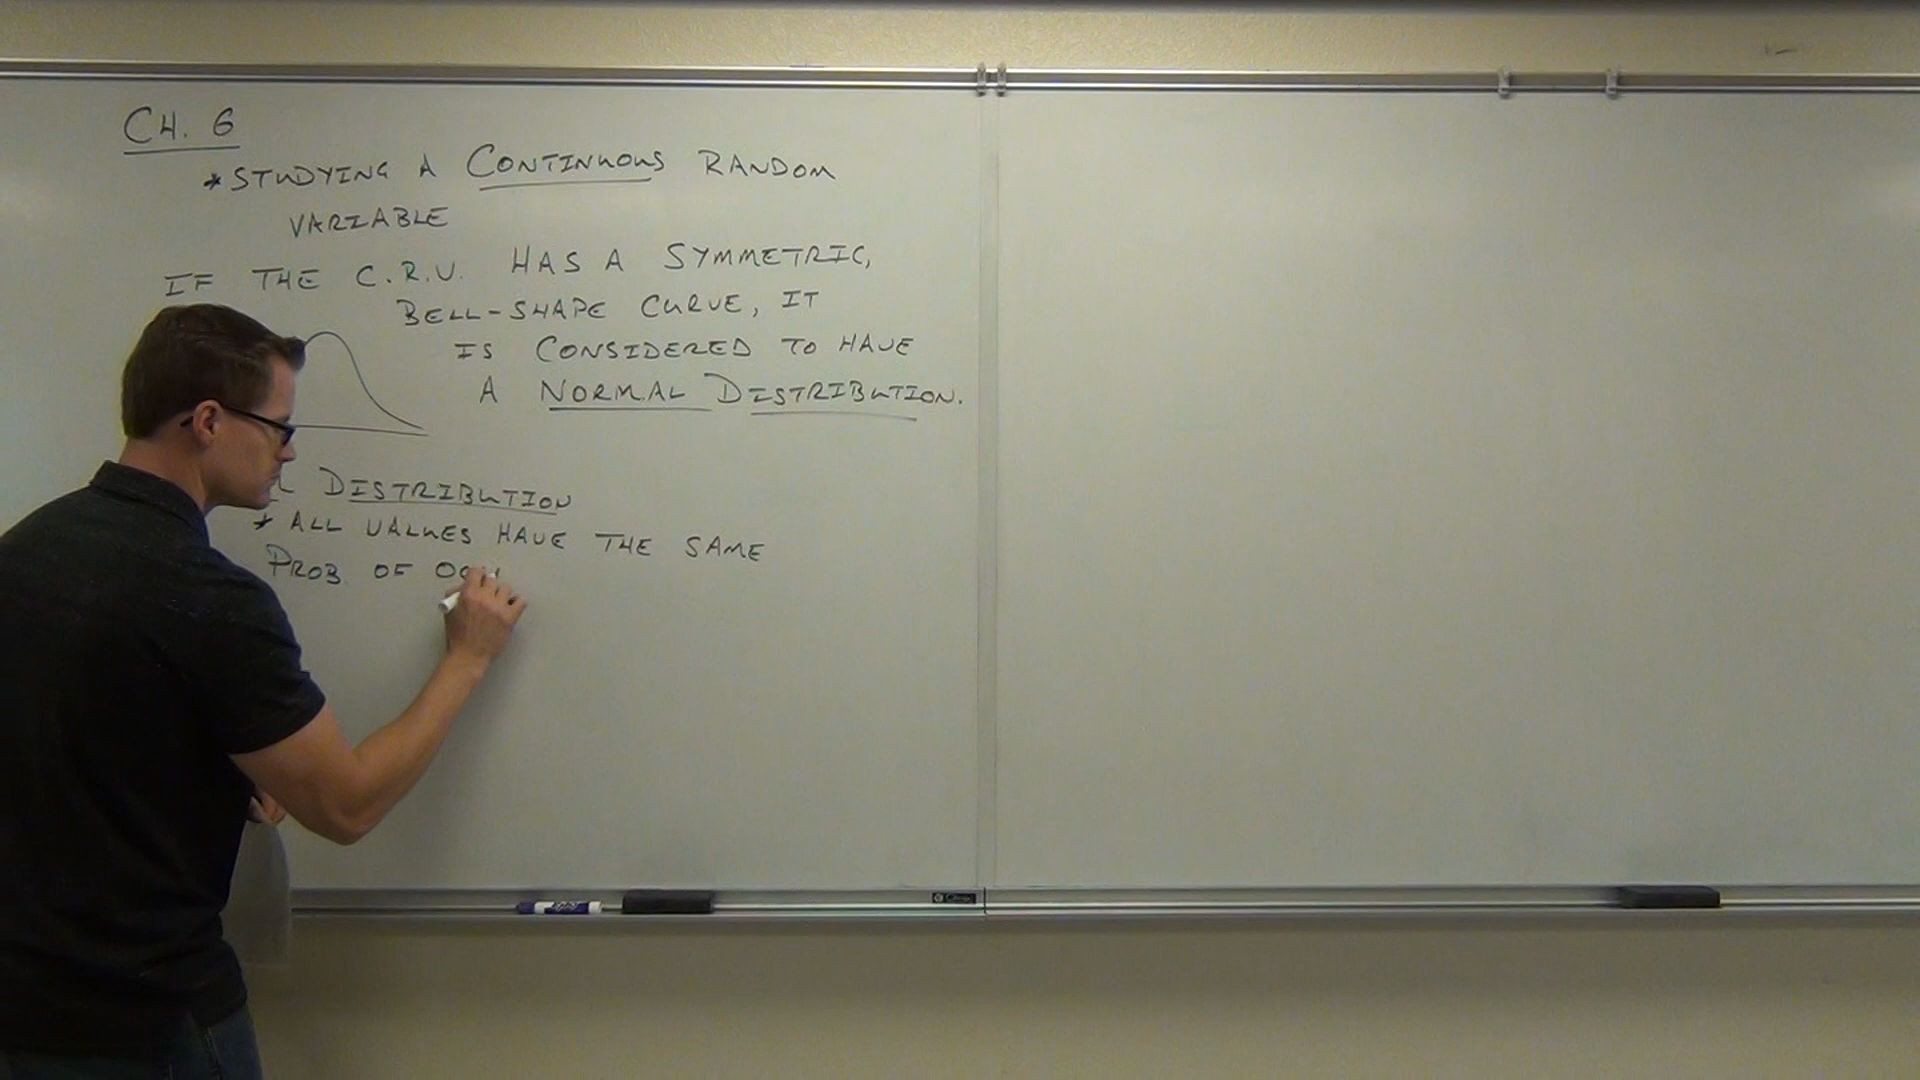 CH. 6
* STUDYING A CONTINUOUS RANDOM
VARIABLE
IF THE C.R.V. HAS A SYMMETRIC,
BELL-SHAPE CURVE, IT
IS CONSIDERED TO HAVE
A NORMAL DISTRIBUTION.
DISTRIBUTION
* ALL VALUES HAVE THE SAME
PROB. OF